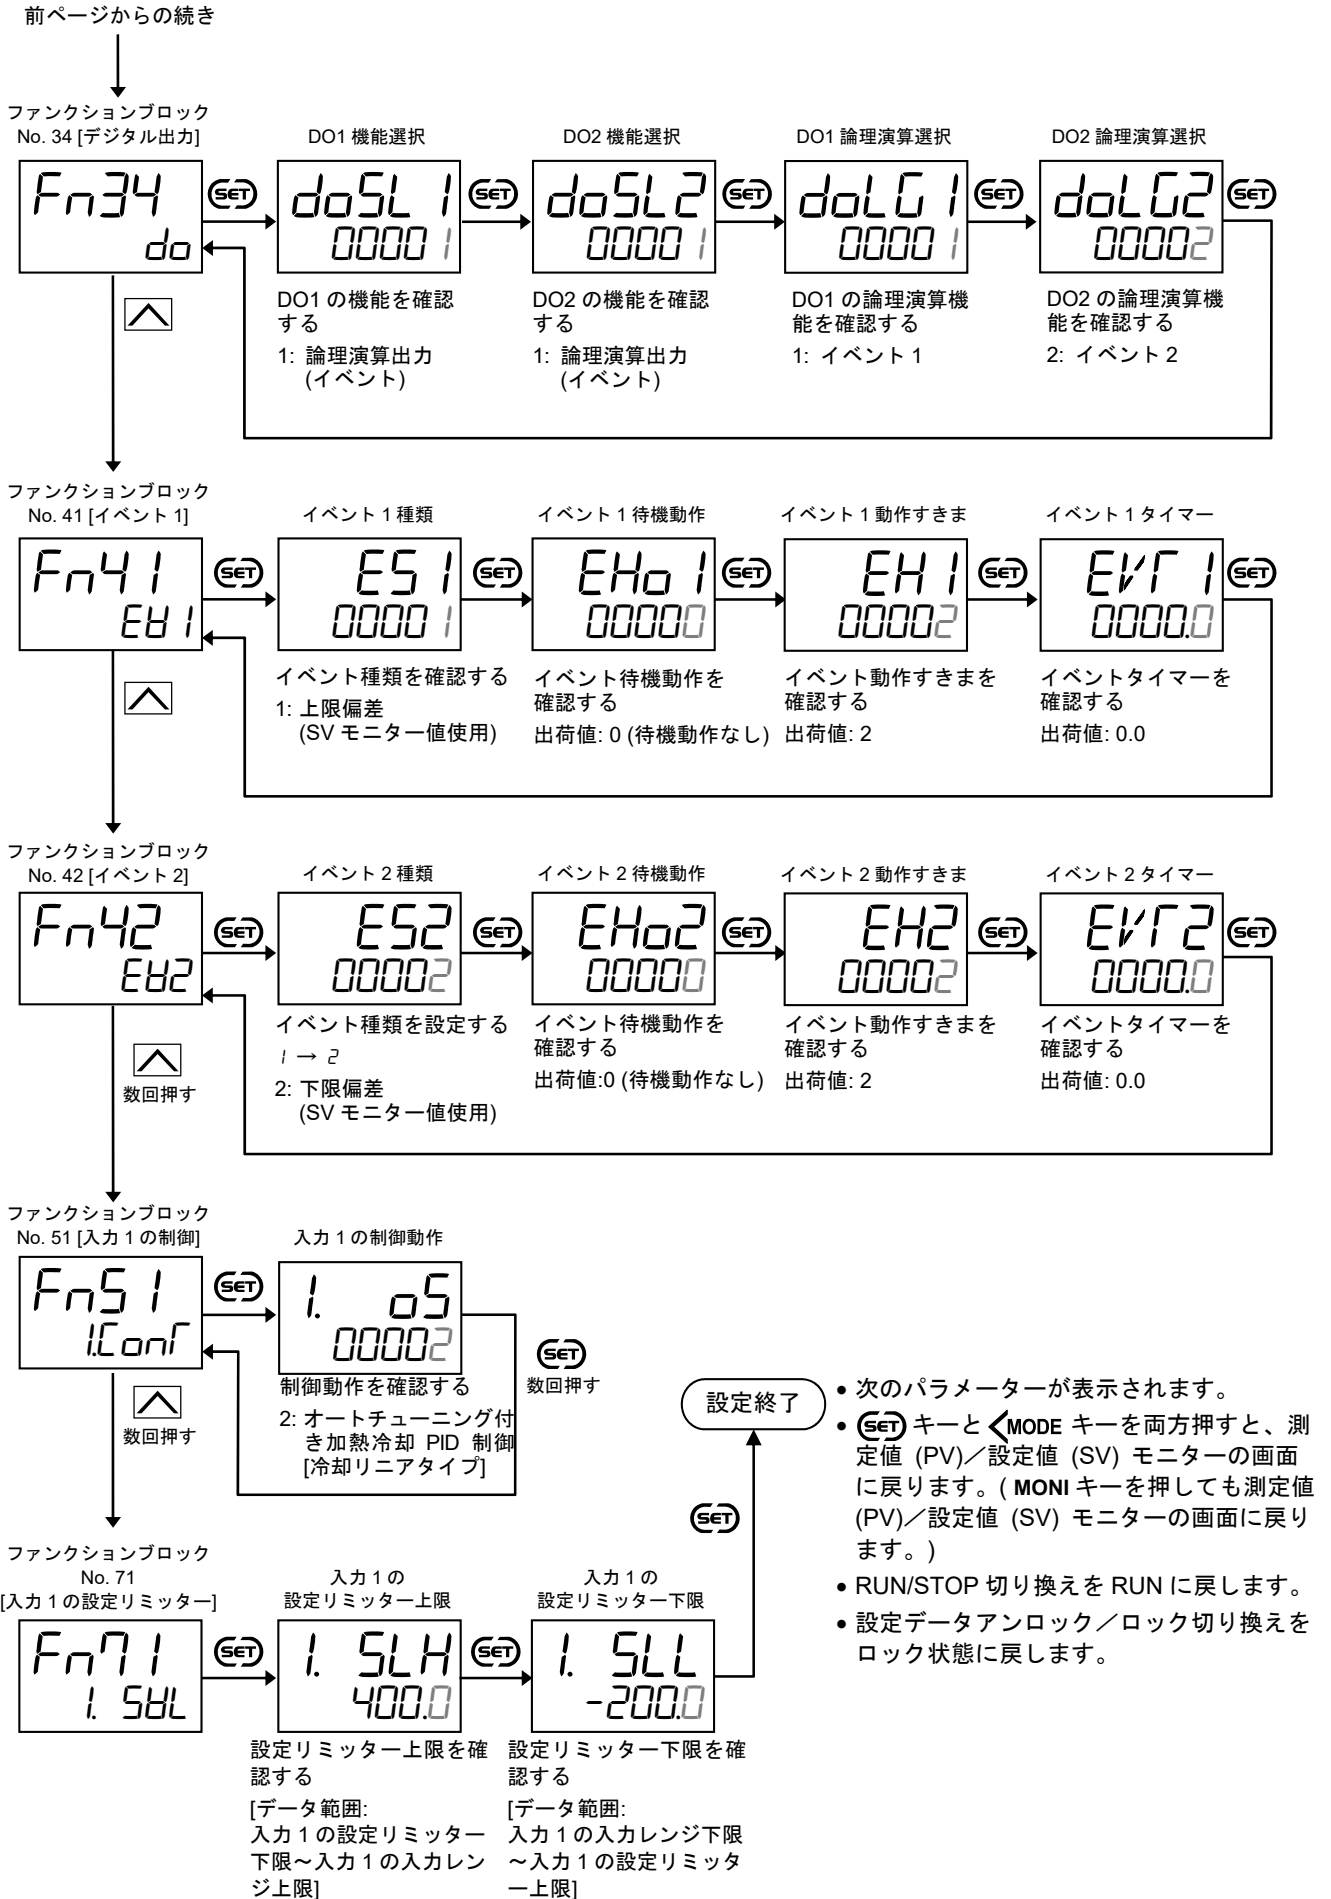 前ページからの続き
ファンクションブロック
No. 34 [デジタル出力]
DO1 機能選択
DO2 機能選択
DO1 論理演算選択
DO2 論理演算選択
Fn34
do
SET
doSL1
00001
SET
doSL2
00001
SET
doLG1
00001
SET
doLG2
00002
SET
DO1 の機能を確認
する
1: 論理演算出力
(イベント)
DO2 の機能を確認
する
1: 論理演算出力
(イベント)
DO1 の論理演算機
能を確認する
1: イベント 1
DO2 の論理演算機
能を確認する
2: イベント 2
ファンクションブロック
No. 41 [イベント 1]
イベント 1 種類
イベント 1 待機動作
イベント 1 動作すきま
イベント 1 タイマー
Fn41
EV1
SET
ES1
00001
SET
EHo1
00000
SET
EH1
00002
SET
EVT1
0000.0
SET
イベント種類を確認する
1: 上限偏差
(SV モニター値使用)
イベント待機動作を
確認する
出荷値: 0 (待機動作なし)
イベント動作すきまを
確認する
出荷値: 2
イベントタイマーを
確認する
出荷値: 0.0
ファンクションブロック
No. 42 [イベント 2]
イベント 2 種類
イベント 2 待機動作
イベント 2 動作すきま
イベント 2 タイマー
Fn42
EV2
SET
ES2
00002
SET
EHo2
00000
SET
EH2
00002
SET
EVT2
0000.0
SET
数回押す
イベント種類を設定する
1 → 2
2: 下限偏差
(SV モニター値使用)
イベント待機動作を
確認する
出荷値:0 (待機動作なし)
イベント動作すきまを
確認する
出荷値: 2
イベントタイマーを
確認する
出荷値: 0.0
ファンクションブロック
No. 51 [入力 1 の制御]
入力 1 の制御動作
Fn51
1.ConT
SET
1. oS
00002
SET
数回押す
制御動作を確認する
2: オートチューニング付
き加熱冷却 PID 制御
[冷却リニアタイプ]
数回押す
設定終了
• 次のパラメーターが表示されます。
• SET キーと <MODE キーを両方押すと、測
定値 (PV)／設定値 (SV) モニターの画面
に戻ります。( MONI キーを押しても測定値
(PV)／設定値 (SV) モニターの画面に戻り
ます。)
• RUN/STOP 切り換えを RUN に戻します。
• 設定データアンロック／ロック切り換えを
ロック状態に戻します。
SET
ファンクションブロック
No. 71
[入力 1 の設定リミッター]
入力 1 の
設定リミッター上限
入力 1 の
設定リミッター下限
Fn71
1. SVL
SET
1. SLH
400.0
SET
1. SLL
-200.0
設定リミッター上限を確
認する
[データ範囲:
入力 1 の設定リミッター
下限～入力 1 の入力レン
ジ上限]
設定リミッター下限を確
認する
[データ範囲:
入力 1 の入力レンジ下限
～入力 1 の設定リミッタ
ー上限]